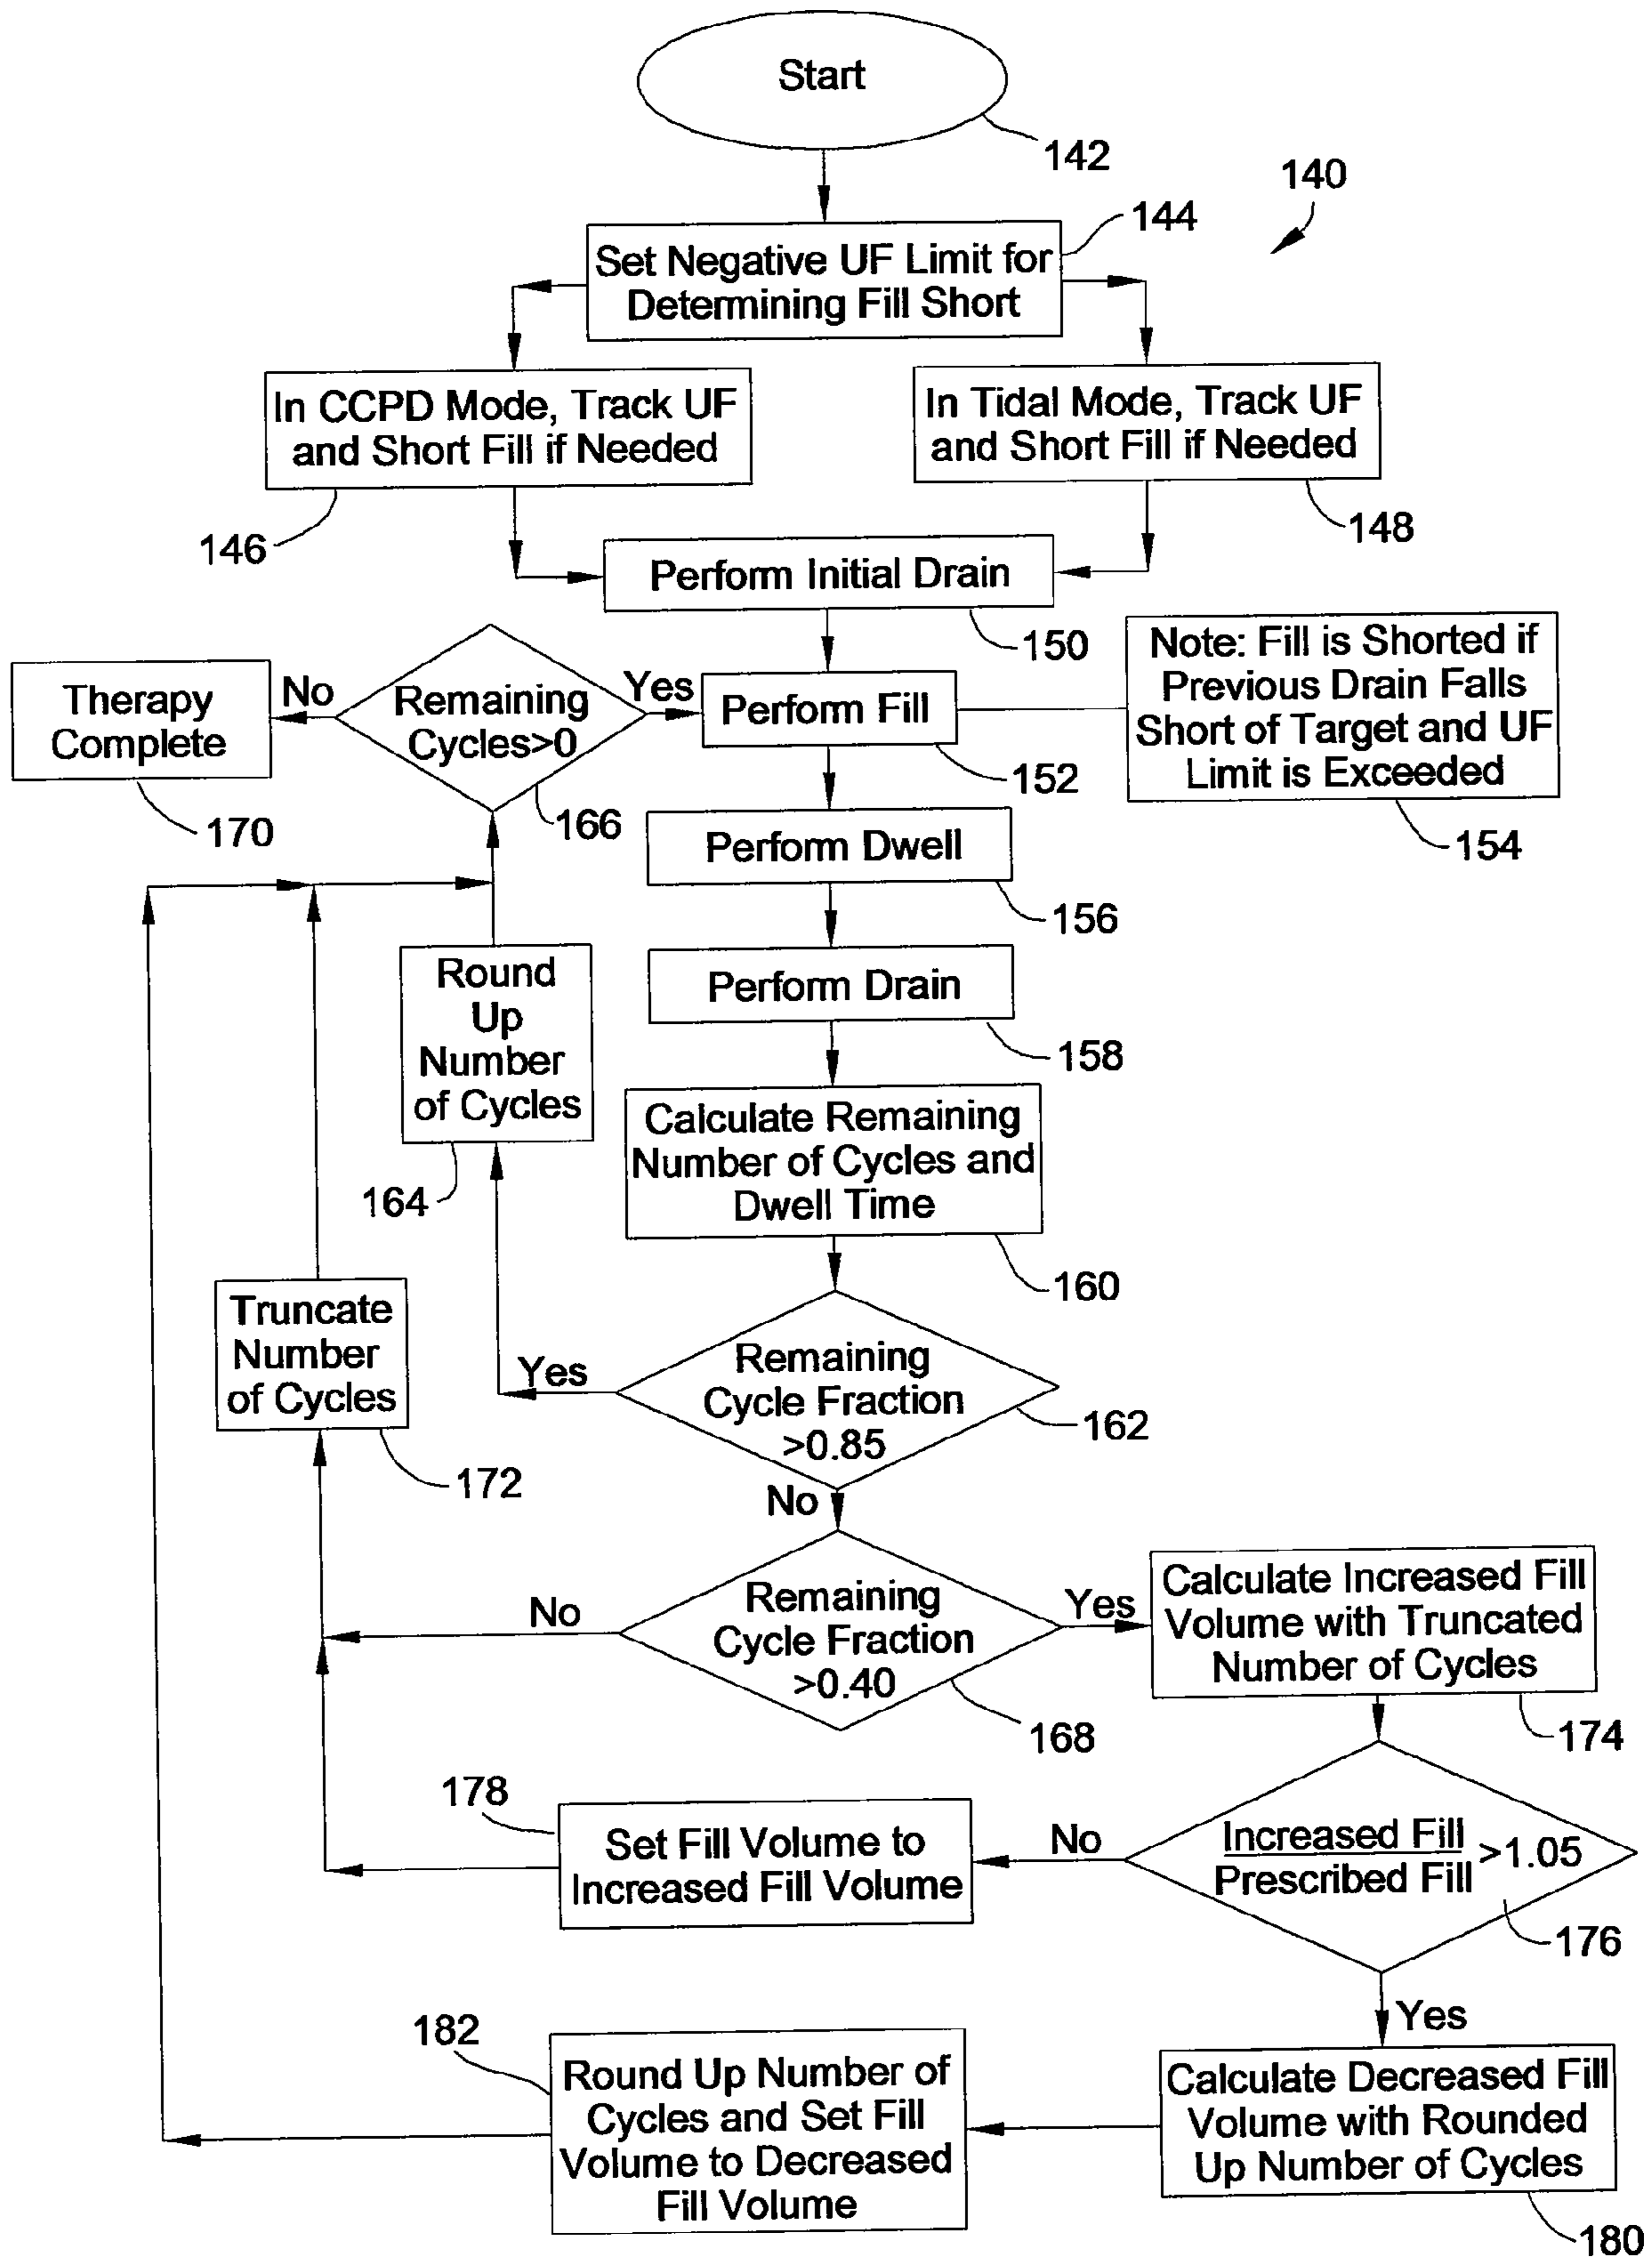 Start
142
140
144
Set Negative UF Limit for
Determining Fill Short
In CCPD Mode, Track UF
and Short Fill if Needed
146
In Tidal Mode, Track UF
and Short Fill if Needed
148
Perform Initial Drain
150
Therapy
Complete
170
No
Remaining
Cycles>0
166
Yes
Perform Fill
152
Note: Fill is Shorted if
Previous Drain Falls
Short of Target and UF
Limit is Exceeded
154
Perform Dwell
156
Round
Up
Number
of Cycles
164
Perform Drain
158
Calculate Remaining
Number of Cycles and
Dwell Time
160
Truncate
Number
of Cycles
172
Yes
Remaining
Cycle Fraction
>0.85
162
No
No
Remaining
Cycle Fraction
>0.40
168
Yes
Calculate Increased Fill
Volume with Truncated
Number of Cycles
174
178
Set Fill Volume to
Increased Fill Volume
No
Increased Fill
Prescribed Fill >1.05
176
Yes
182
Round Up Number of
Cycles and Set Fill
Volume to Decreased
Fill Volume
Calculate Decreased Fill
Volume with Rounded
Up Number of Cycles
180